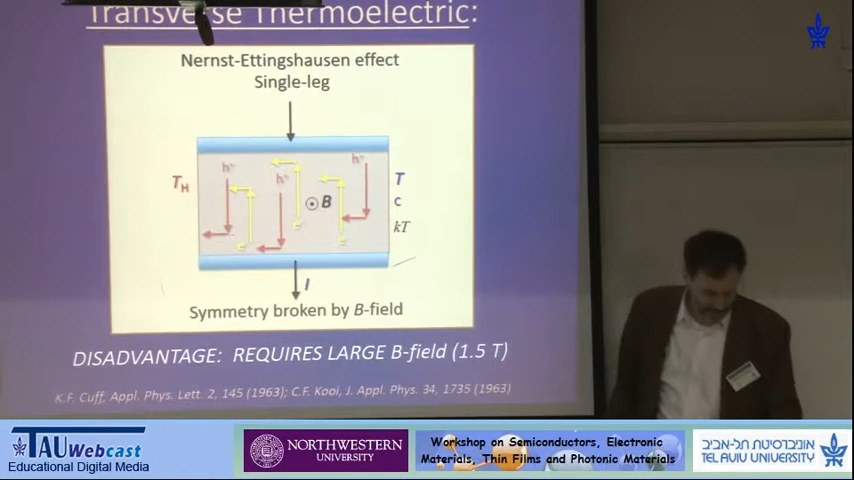 Transverse Thermoelectric:
Nernst-Ettingshausen effect
Single-leg
h⁺
h⁺
h⁺
T_H
T
C
B
kT
e⁻
e⁻
e⁻
I
Symmetry broken by B-field
DISADVANTAGE: REQUIRES LARGE B-field (1.5 T)
K.F. Cuff, Appl. Phys. Lett. 2, 145 (1963); C.F. Kooi, J. Appl. Phys. 34, 1735 (1963)
TAU Webcast
Educational Digital Media
NORTHWESTERN
UNIVERSITY
Workshop on Semiconductors, Electronic
Materials, Thin Films and Photonic Materials
אוניברסיטת תל-אביב
TEL AVIV UNIVERSITY